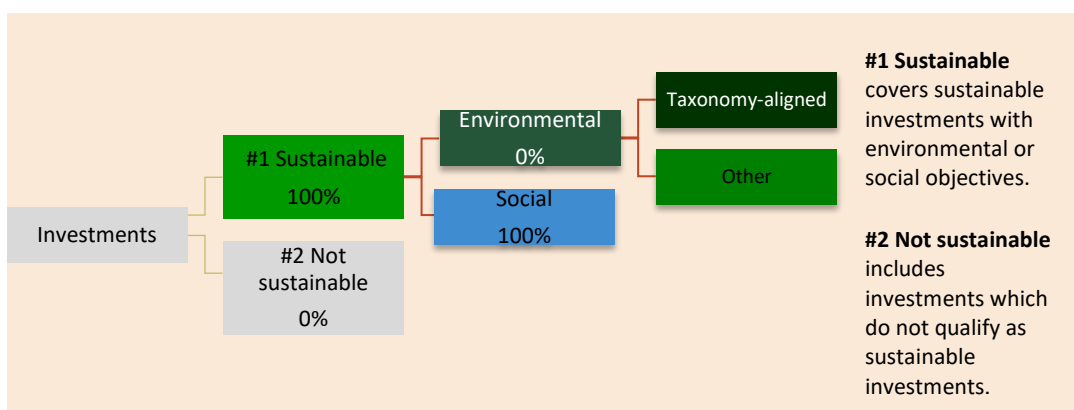 Investments
#1 Sustainable
100%
#2 Not
sustainable
0%
Environmental
0%
Social
100%
Taxonomy-aligned
Other
#1 Sustainable
covers sustainable
investments with
environmental or
social objectives.
#2 Not sustainable
includes
investments which
do not qualify as
sustainable
investments.